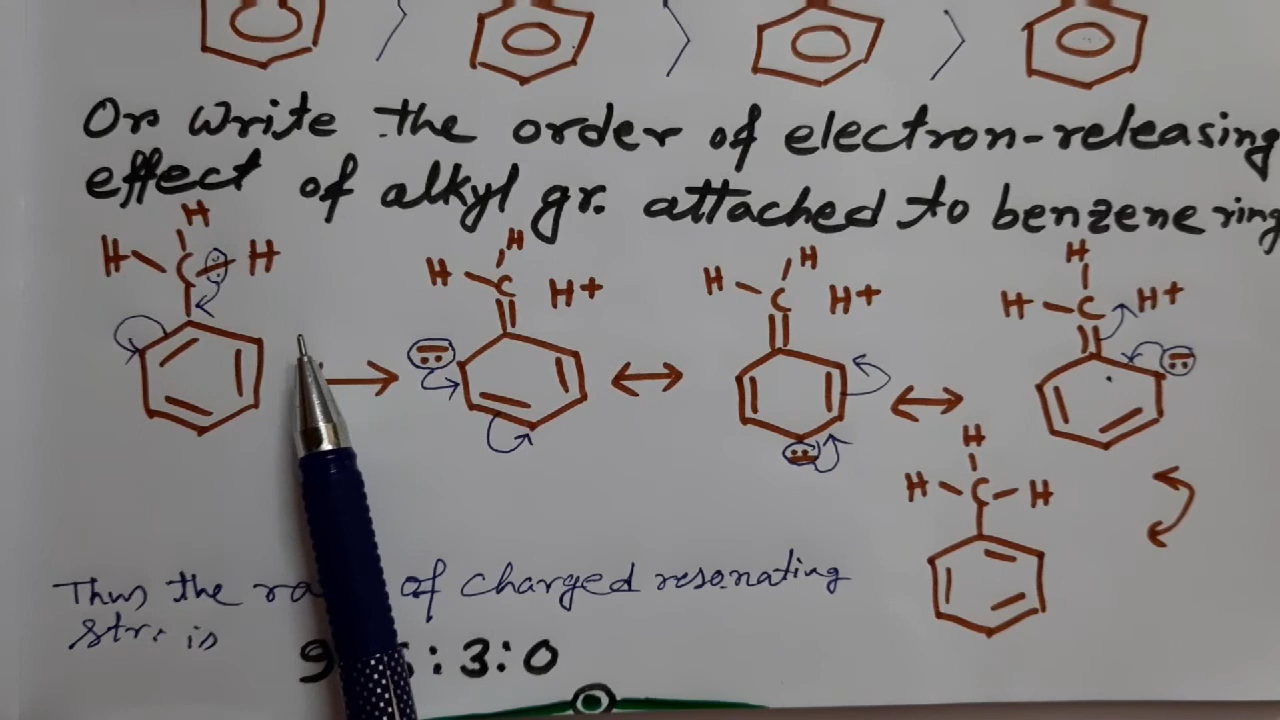 Or write the order of electron-releasing
effect of alkyl gr. attached to benzene ring
H
H C H
H
H C H+
H
H C H+
H
H C H+
H
H C H
Thus the of charged resonating
str. is
9 : 3 : 0